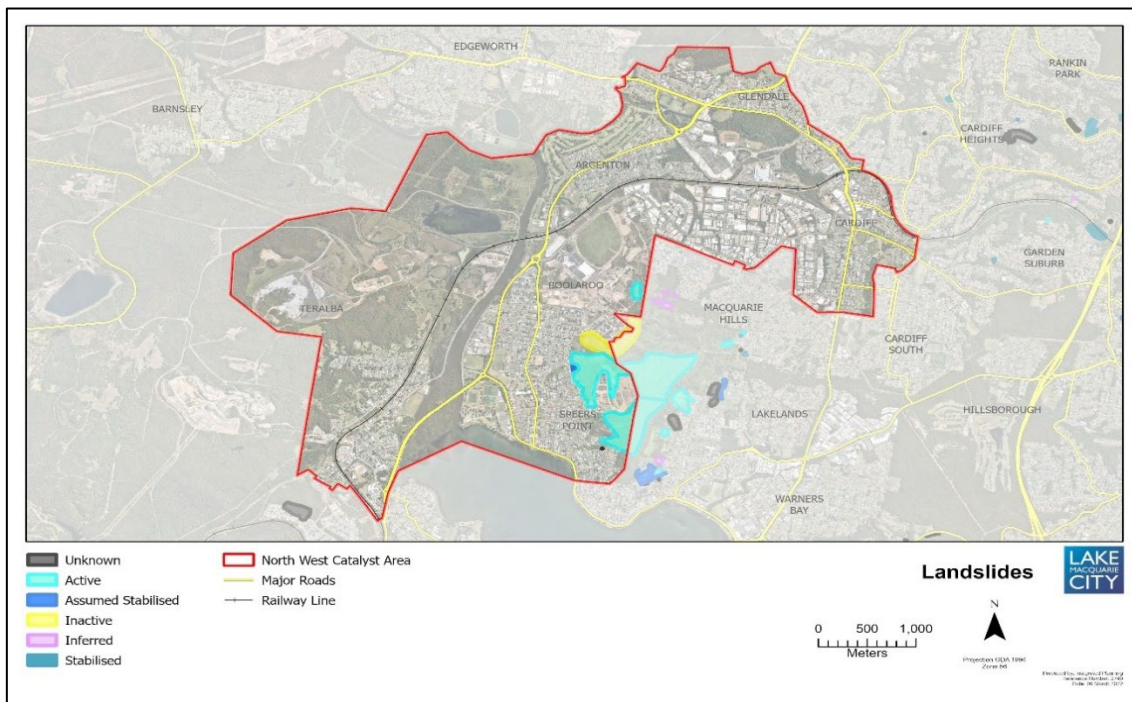 EDGEWORTH
RANKIN
PARK
BARNSLEY
GLENDALE
CARDIFF
HEIGHTS
ARGENTON
CARDIFF
GARDEN
SUBURB
BOOLAROO
TERALBA
MACQUARIE
HILLS
CARDIFF
SOUTH
SPEERS
POINT
LAKELANDS
HILLSBOROUGH
WARNERS
BAY
Unknown
Active
Assumed Stabilised
Inactive
Inferred
Stabilised
North West Catalyst Area
Major Roads
Railway Line
Landslides
LAKE
MACQUARIE
CITY
N
0 500 1,000
Meters
Projection GDA 1994
Zone 56